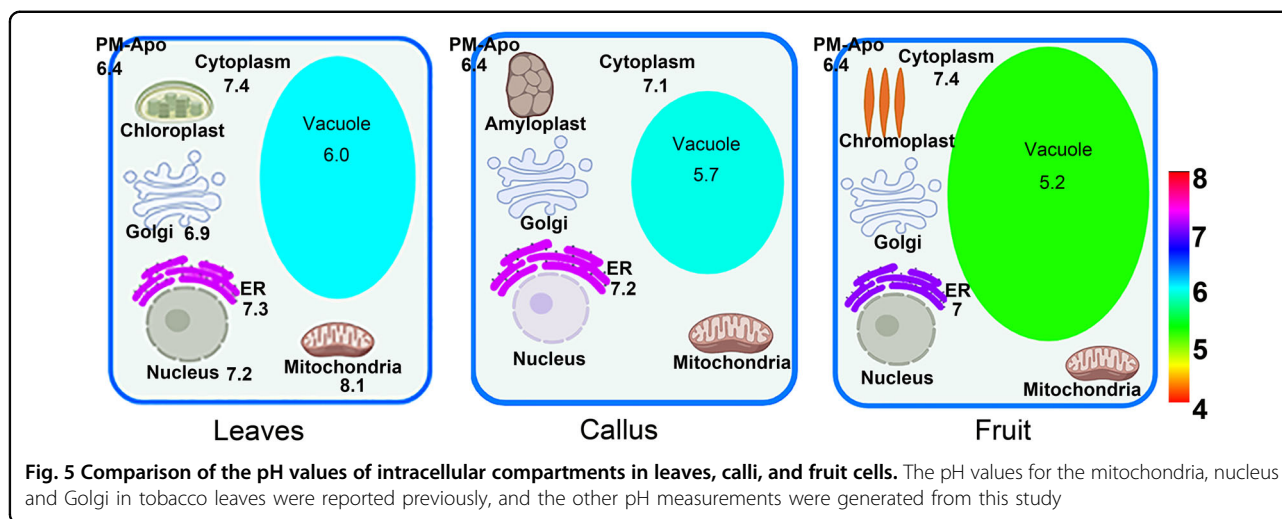 PM-Apo
6.4
Cytoplasm
7.4
Chloroplast
Vacuole
6.0
Golgi 6.9
ER
7.3
Nucleus 7.2
Mitochondria
8.1
Leaves
PM-Apo
6.4
Cytoplasm
7.1
Amyloplast
Vacuole
5.7
Golgi
ER
7.2
Nucleus
Mitochondria
Callus
PM-Apo
6.4
Cytoplasm
7.4
Chromoplast
Vacuole
5.2
Golgi
ER
7
Nucleus
Mitochondria
Fruit
8
7
6
5
4
Fig. 5 Comparison of the pH values of intracellular compartments in leaves, calli, and fruit cells. The pH values for the mitochondria, nucleus
and Golgi in tobacco leaves were reported previously, and the other pH measurements were generated from this study